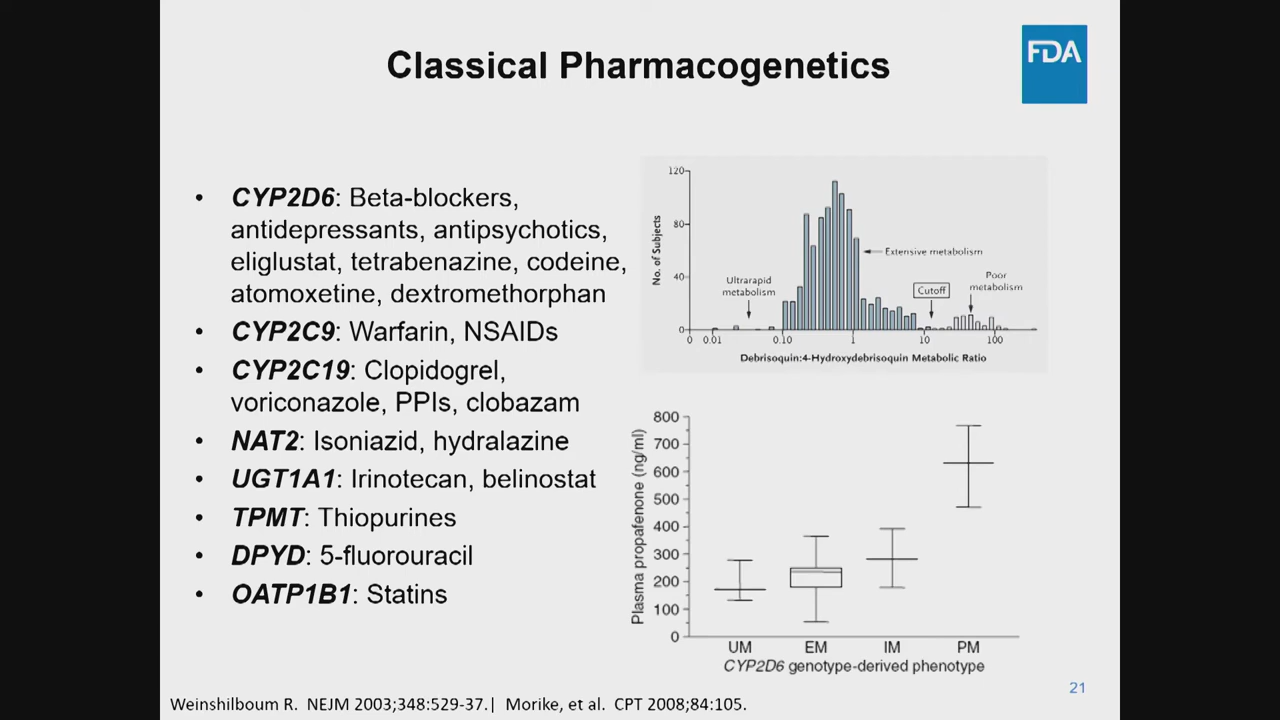 Classical Pharmacogenetics
FDA
• CYP2D6: Beta-blockers,
antidepressants, antipsychotics,
eliglustat, tetrabenazine, codeine,
atomoxetine, dextromethorphan
• CYP2C9: Warfarin, NSAIDs
• CYP2C19: Clopidogrel,
voriconazole, PPIs, clobazam
• NAT2: Isoniazid, hydralazine
• UGT1A1: Irinotecan, belinostat
• TPMT: Thiopurines
• DPYD: 5-fluorouracil
• OATP1B1: Statins
No. of Subjects
120
80
40
0
Ultrarapid
metabolism
Extensive metabolism
Cutoff
Poor
metabolism
0 0.01 0.10 1 10 100
Debrisoquin:4-Hydroxydebrisoquin Metabolic Ratio
Plasma propafenone (ng/ml)
800
700
600
500
400
300
200
100
0
UM EM IM PM
CYP2D6 genotype-derived phenotype
21
Weinshilboum R. NEJM 2003;348:529-37.| Morike, et al. CPT 2008;84:105.